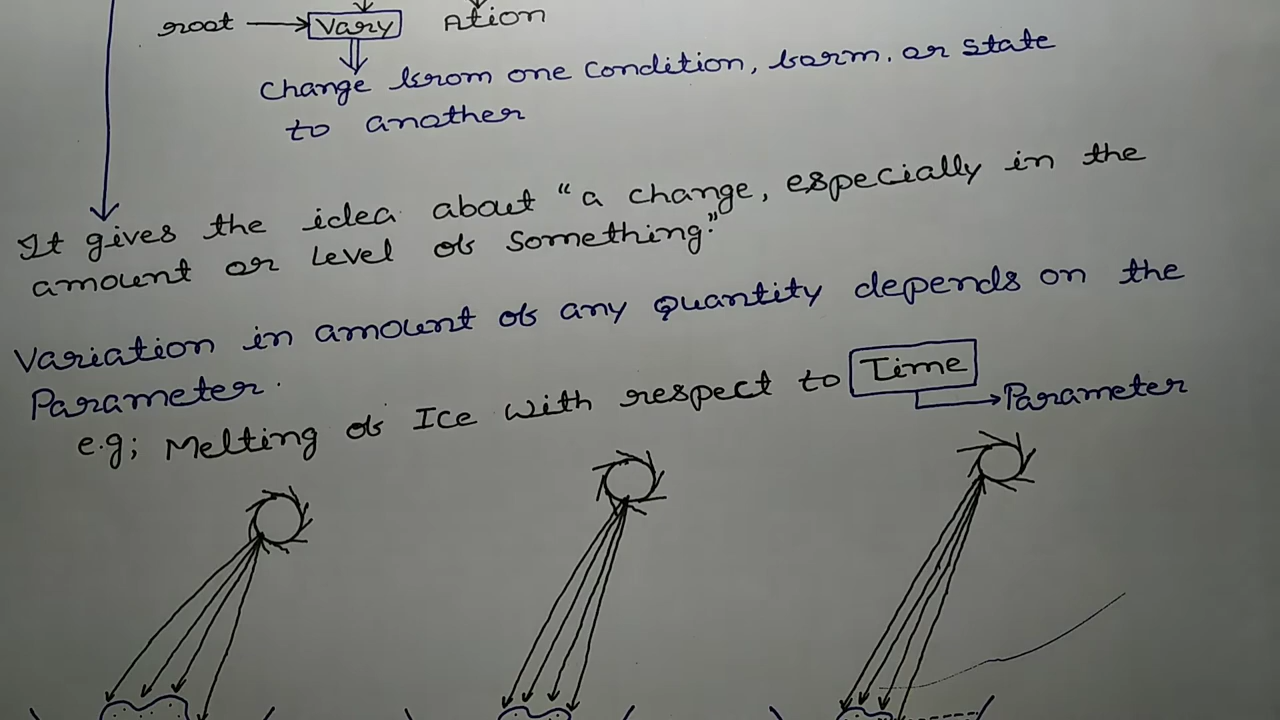 root Vary Ation
Change from one Condition, form, or state
to another
It gives the idea about "a change, especially in the
amount or level of something."
Variation in amount of any quantity depends on the
Parameter.
e.g; Melting of Ice with respect to Time
Parameter